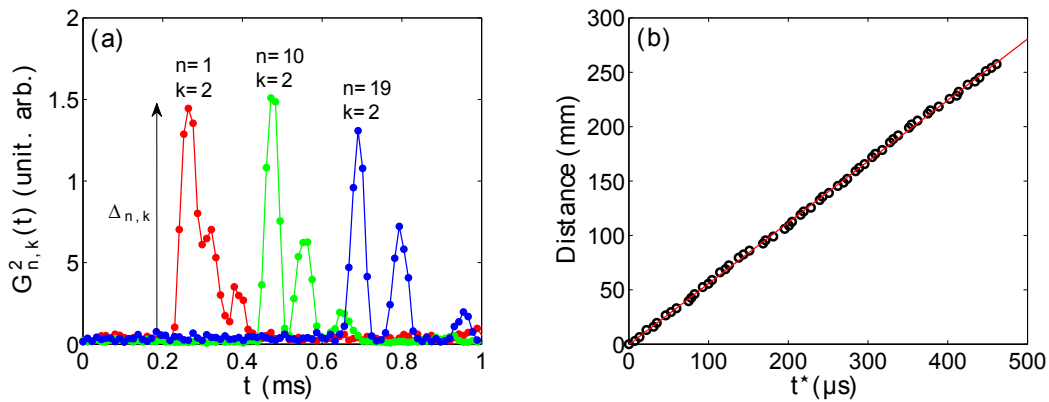 (a)
G²n,k(t) (unit. arb.)
2
1.5
1
5
0
Δn,k
n=1
k=2
n=10
k=2
n=19
k=2
0
0.2
0.4
0.6
0.8
1
t (ms)
(b)
Distance (mm)
300
250
200
150
100
50
0
0
100
200
300
400
500
t* (µs)